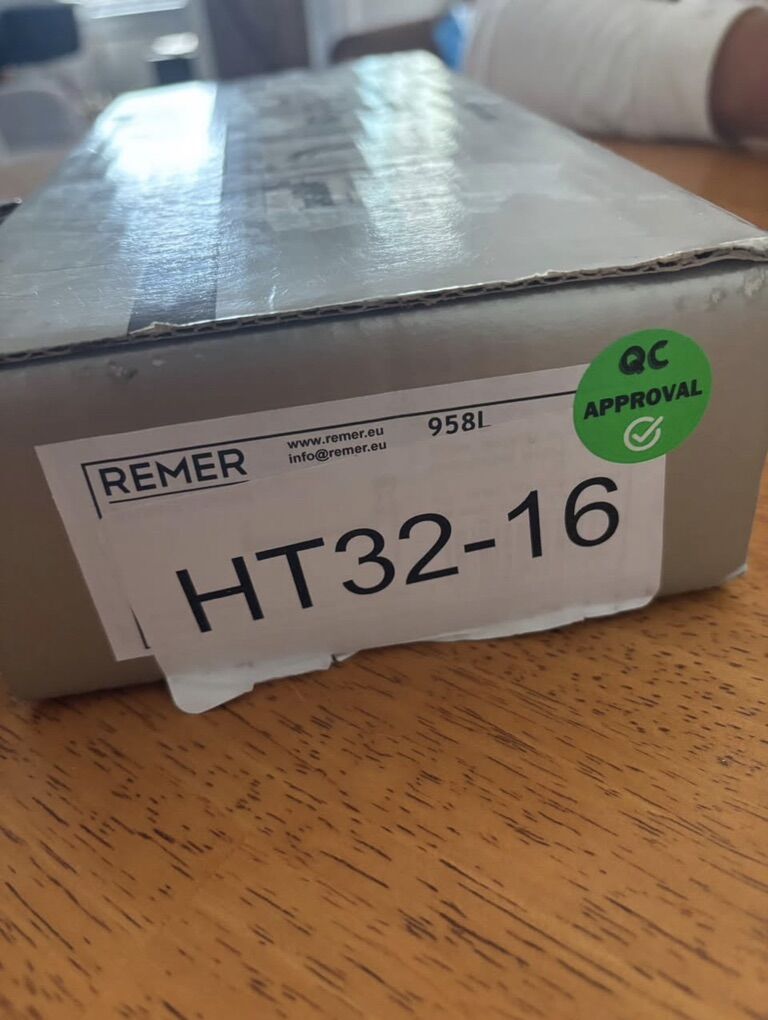 REMER
www.remer.eu
info@remer.eu
958L
QC
APPROVAL
HT32-16